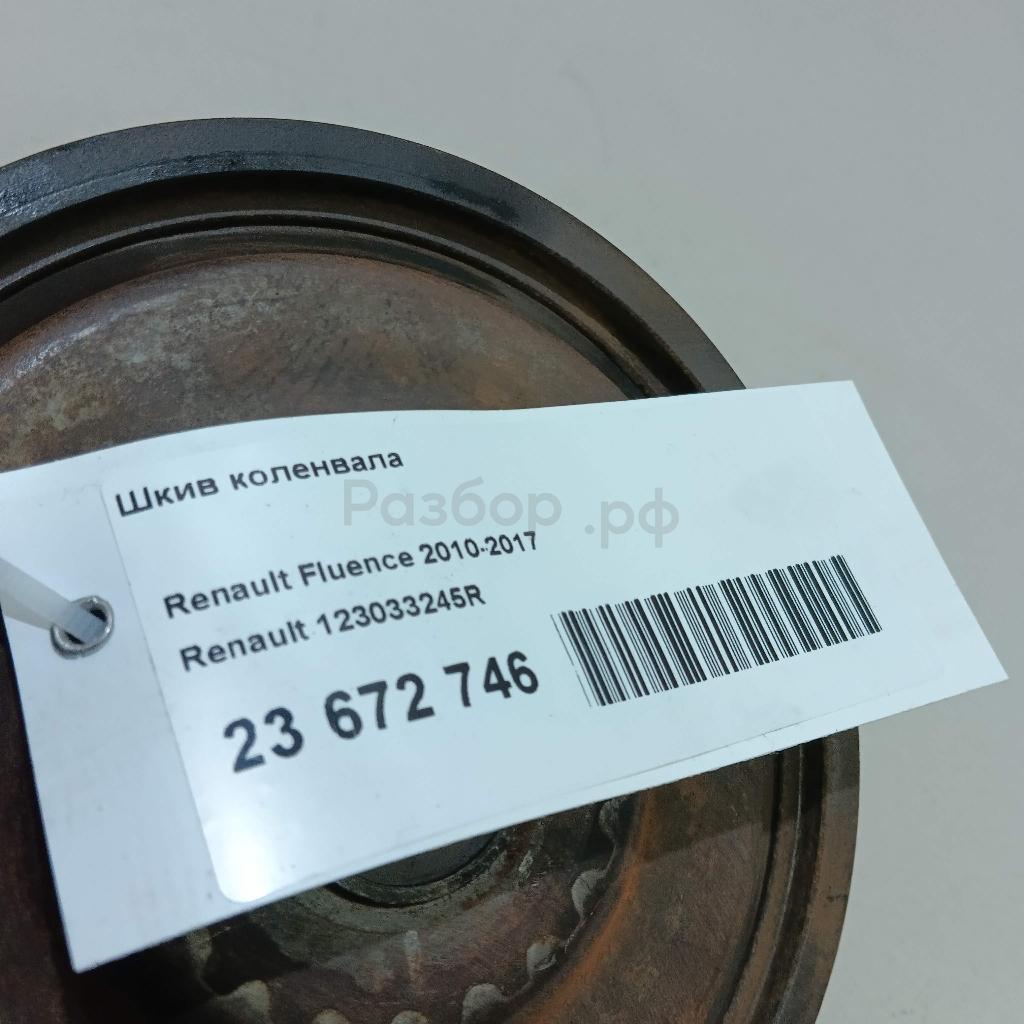 Шкив коленвала
Разбор.рф
Renault Fluence 2010-2017
Renault 123033245R
23 672 746